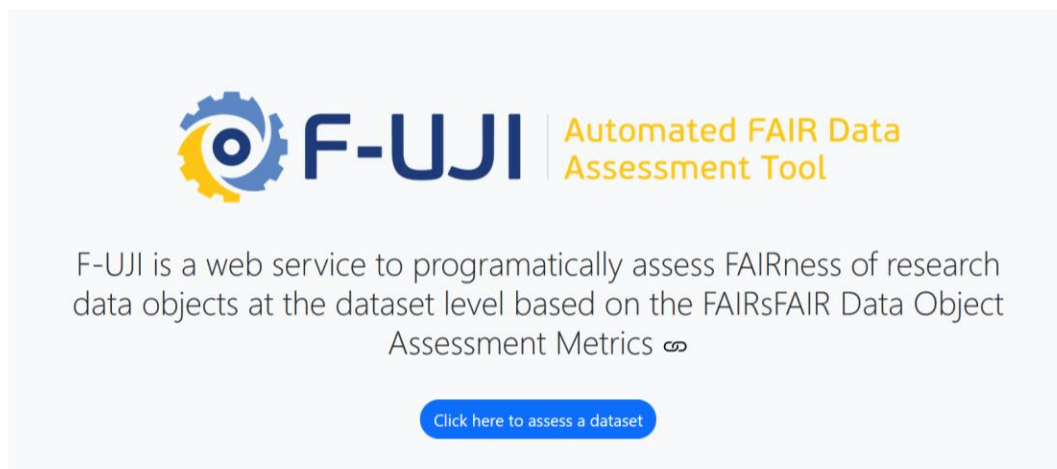 F-UJI
Automated FAIR Data
Assessment Tool
F-UJI is a web service to programatically assess FAIRness of research
data objects at the dataset level based on the FAIRsFAIR Data Object
Assessment Metrics
Click here to assess a dataset